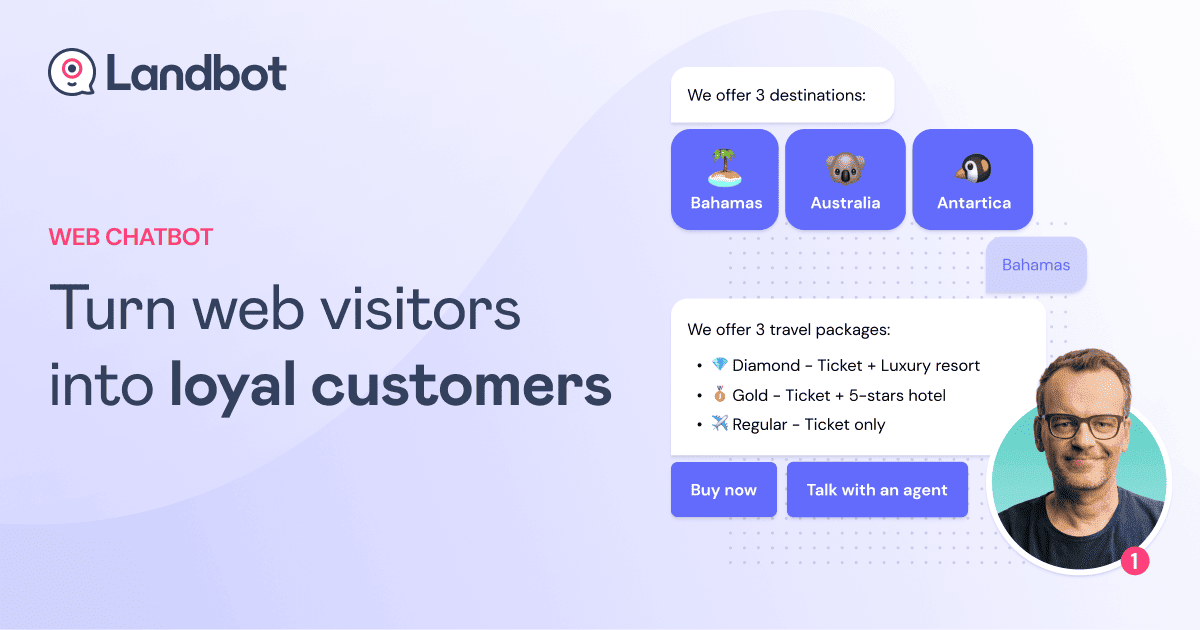 Landbot
WEB CHATBOT
Turn web visitors
into loyal customers
We offer 3 destinations:
Bahamas
Australia
Antartica
Bahamas
We offer 3 travel packages:
• 💎 Diamond - Ticket + Luxury resort
• 🏅 Gold - Ticket + 5-stars hotel
• ✈️ Regular - Ticket only
Buy now
Talk with an agent
1